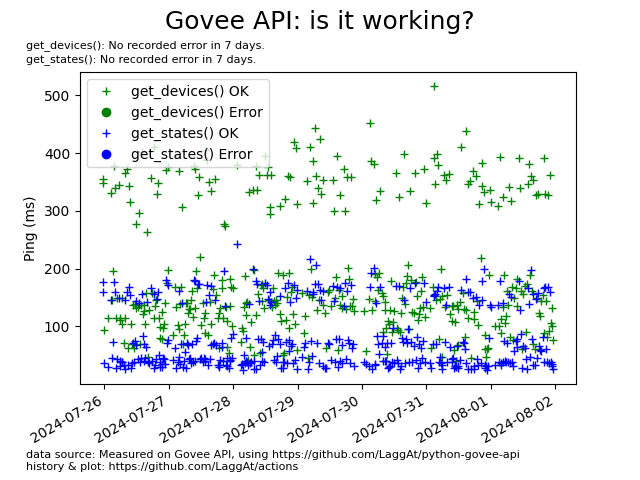 Govee API: is it working?
get_devices(): No recorded error in 7 days.
get_states(): No recorded error in 7 days.
get_devices() OK
get_devices() Error
get_states() OK
get_states() Error
500
400
300
200
100
Ping (ms)
2024-07-26
2024-07-27
2024-07-28
2024-07-29
2024-07-30
2024-07-31
2024-08-01
2024-08-02
data source: Measured on Govee API, using https://github.com/LaggAt/python-govee-api
history & plot: https://github.com/LaggAt/actions